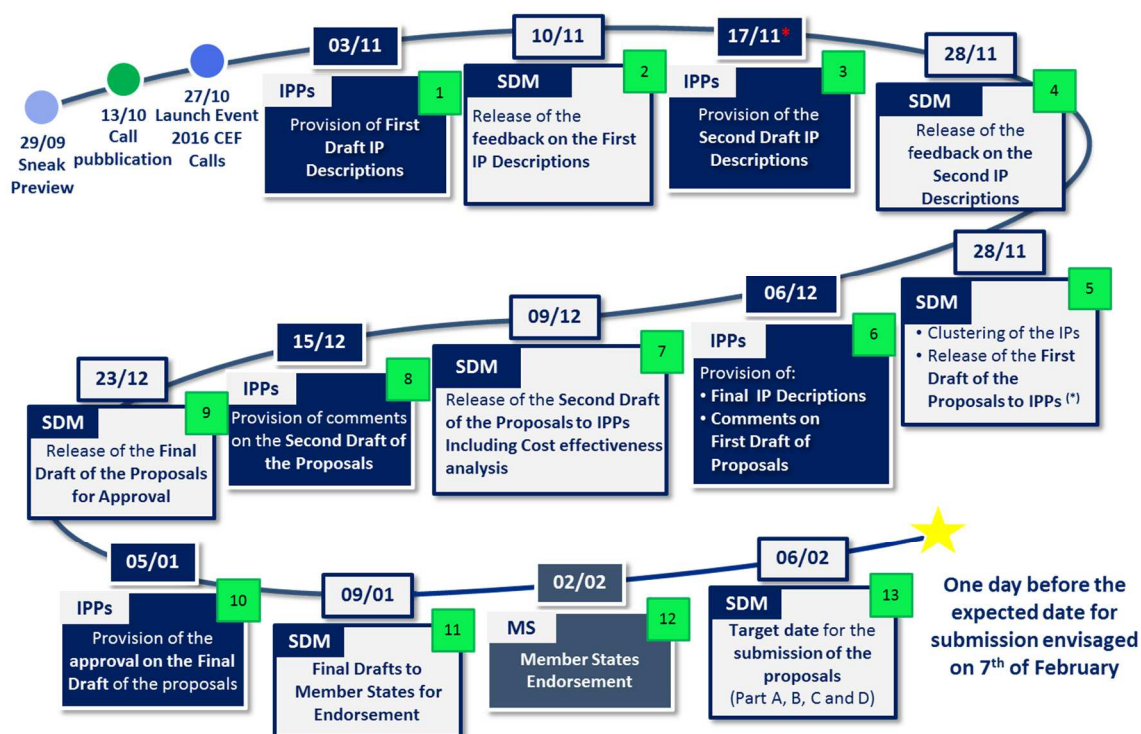 29/09
Sneak
Preview
13/10
Call
pubblication
27/10
Launch Event
2016 CEF
Calls
03/11
IPPs
1
Provision of First
Draft IP
Descriptions
10/11
SDM
2
Release of the
feedback on the First
IP Descriptions
17/11*
IPPs
3
Provision of the
Second Draft IP
Descriptions
28/11
SDM
4
Release of the
feedback on the
Second IP
Descriptions
28/11
SDM
5
• Clustering of the IPs
• Release of the First
Draft of the
Proposals to IPPs (*)
06/12
IPPs
6
Provision of:
• Final IP Decriptions
• Comments on
First Draft of
Proposals
09/12
SDM
7
Release of the Second Draft
of the Proposals to IPPs
Including Cost effectiveness
analysis
15/12
IPPs
8
Provision of comments
on the Second Draft of
the Proposals
23/12
SDM
9
Release of the Final
Draft of the Proposals
for Approval
05/01
IPPs
10
Provision of the
approval on the Final
Draft of the proposals
09/01
SDM
11
Final Drafts to
Member States for
Endorsement
02/02
MS
12
Member States
Endorsement
06/02
SDM
13
Target date for the
submission of the
proposals
(Part A, B, C and D)
One day before the
expected date for
submission envisaged
on 7th of February